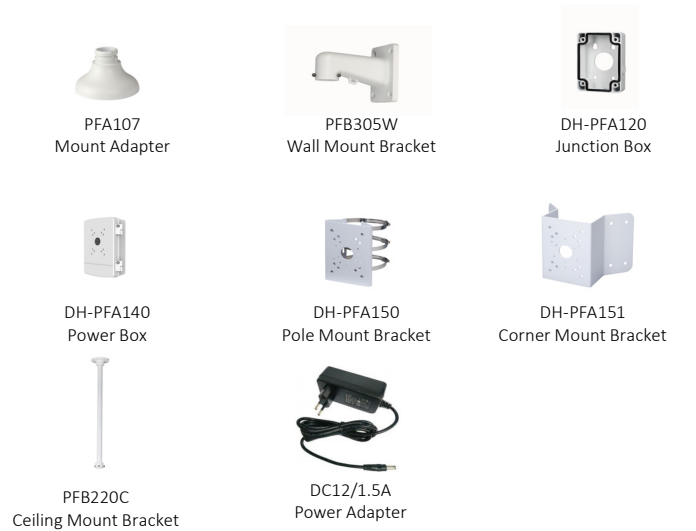 PFA107
Mount Adapter
PFB305W
Wall Mount Bracket
DH-PFA120
Junction Box
DH-PFA140
Power Box
DH-PFA150
Pole Mount Bracket
DH-PFA151
Corner Mount Bracket
PFB220C
Ceiling Mount Bracket
DC12/1.5A
Power Adapter